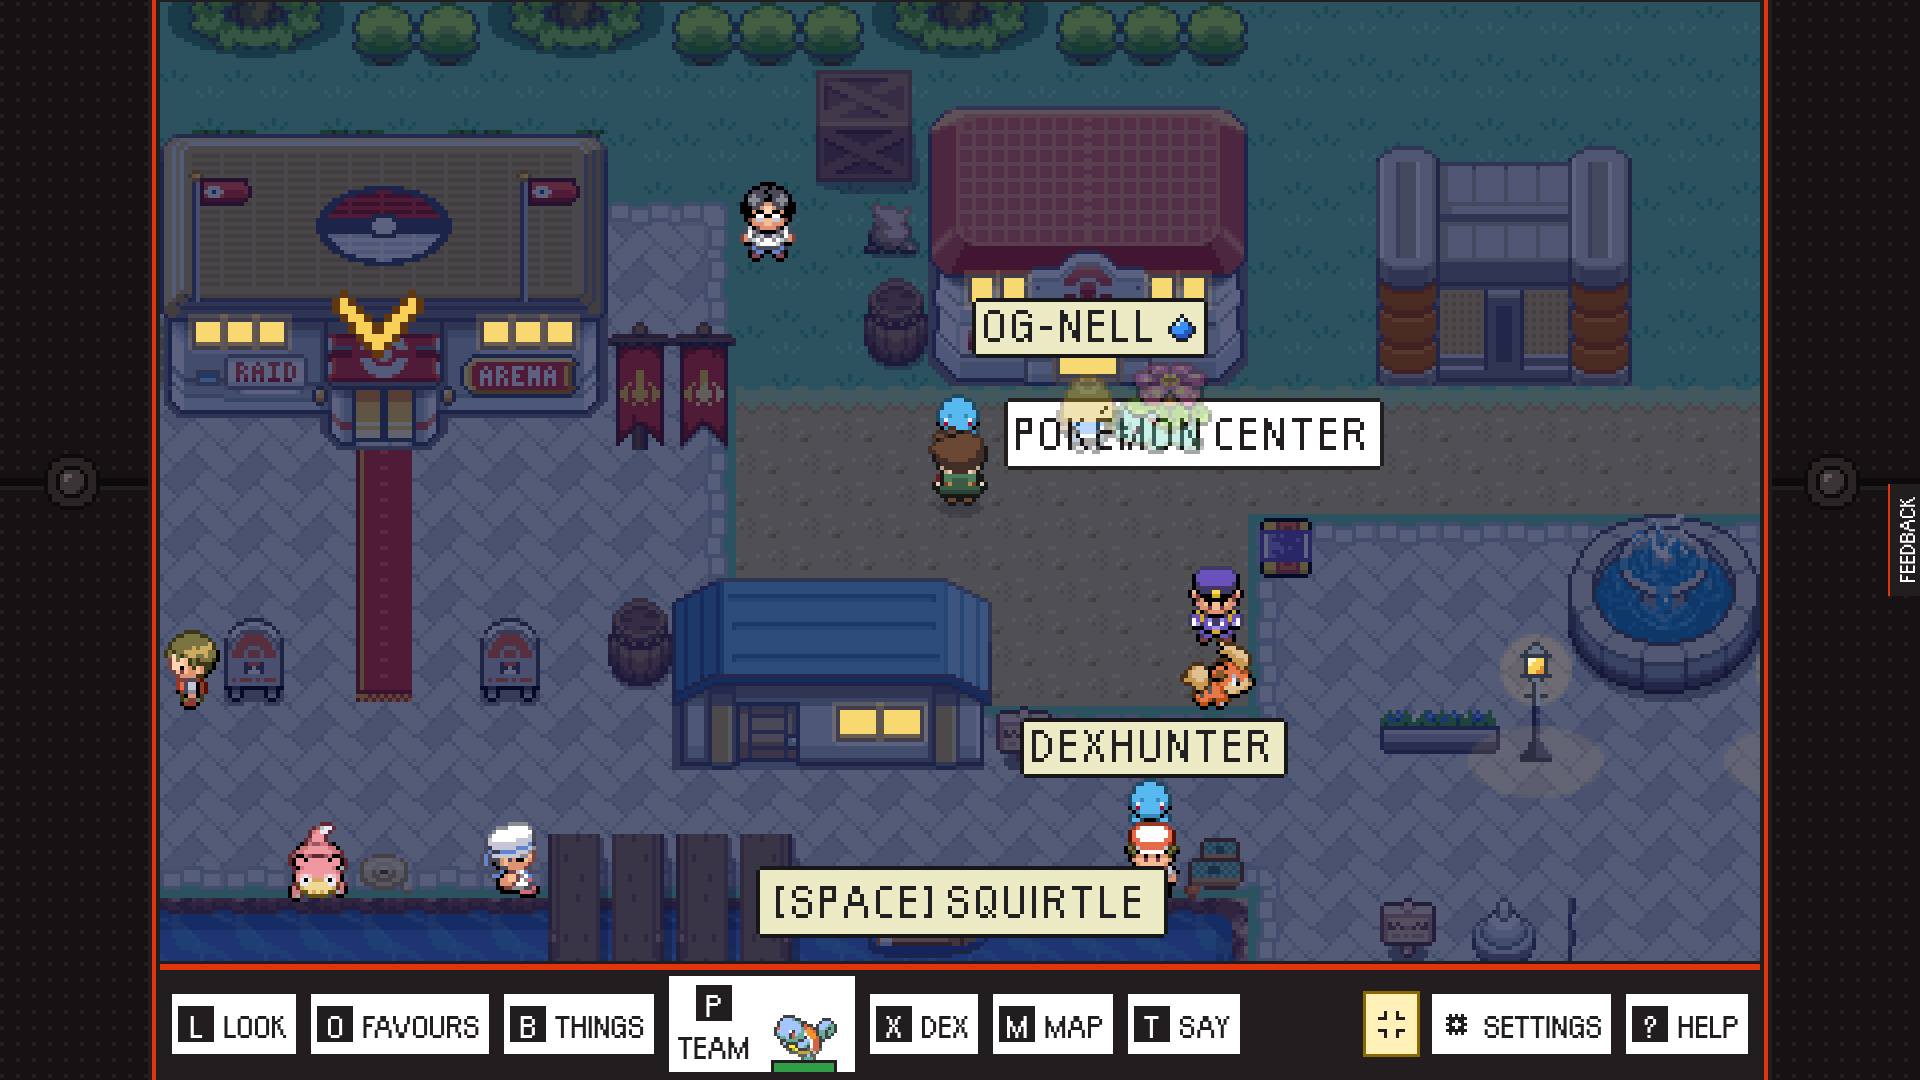 OG-NELL
RAID
ARENA
POKÉMON CENTER
FEEDBACK
DEXHUNTER
[SPACE] SQUIRTLE
L LOOK
O FAVOURS
B THINGS
P
TEAM
X DEX
M MAP
T SAY
SETTINGS
? HELP